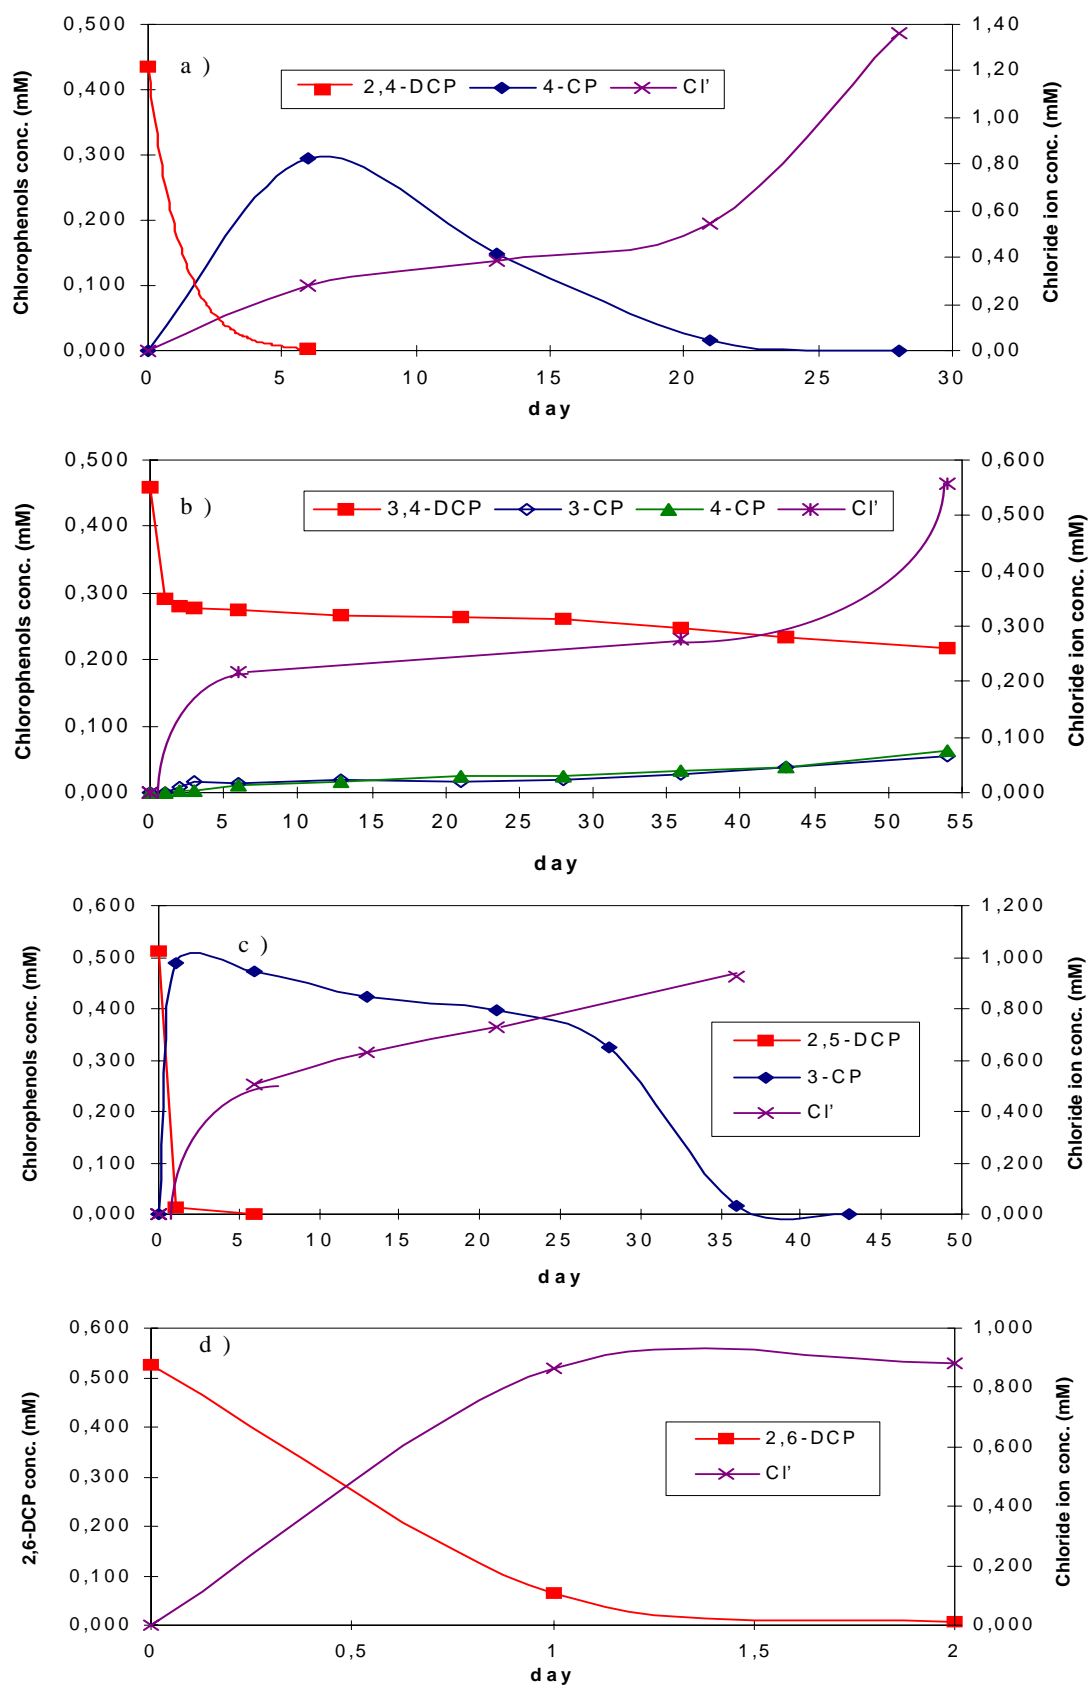 0,500 1,40
a )
2,4-DCP 4-CP Cl'
0,400 1,20
1,00
0,300 0,80
0,200 0,60
0,40
0,100 0,20
0,000 0,00
Chlorophenols conc. (mM)
Chloride ion conc. (mM)
0 5 10 15 20 25 30
day
0,500 0,600
b )
3,4-DCP 3-CP 4-CP Cl'
0,400 0,500
0,400
0,300 0,300
0,200 0,200
0,100 0,100
0,000 0,000
Chlorophenols conc. (mM)
Chloride ion conc. (mM)
0 5 10 15 20 25 30 35 40 45 50 55
day
0,600 1,200
c )
0,500 1,000
0,400 0,800
0,300 0,600
0,200 0,400
0,100 0,200
0,000 0,000
2,5-DCP
3-CP
Cl'
Chlorophenols conc. (mM)
Chloride ion conc. (mM)
0 5 10 15 20 25 30 35 40 45 50
day
0,600 1,000
d )
0,500 0,800
0,400
0,300 0,600
0,200 0,400
0,100 0,200
0,000 0,000
2,6-DCP
Cl'
2,6-DCP conc. (mM)
Chloride ion conc. (mM)
0 0,5 1 1,5 2
day